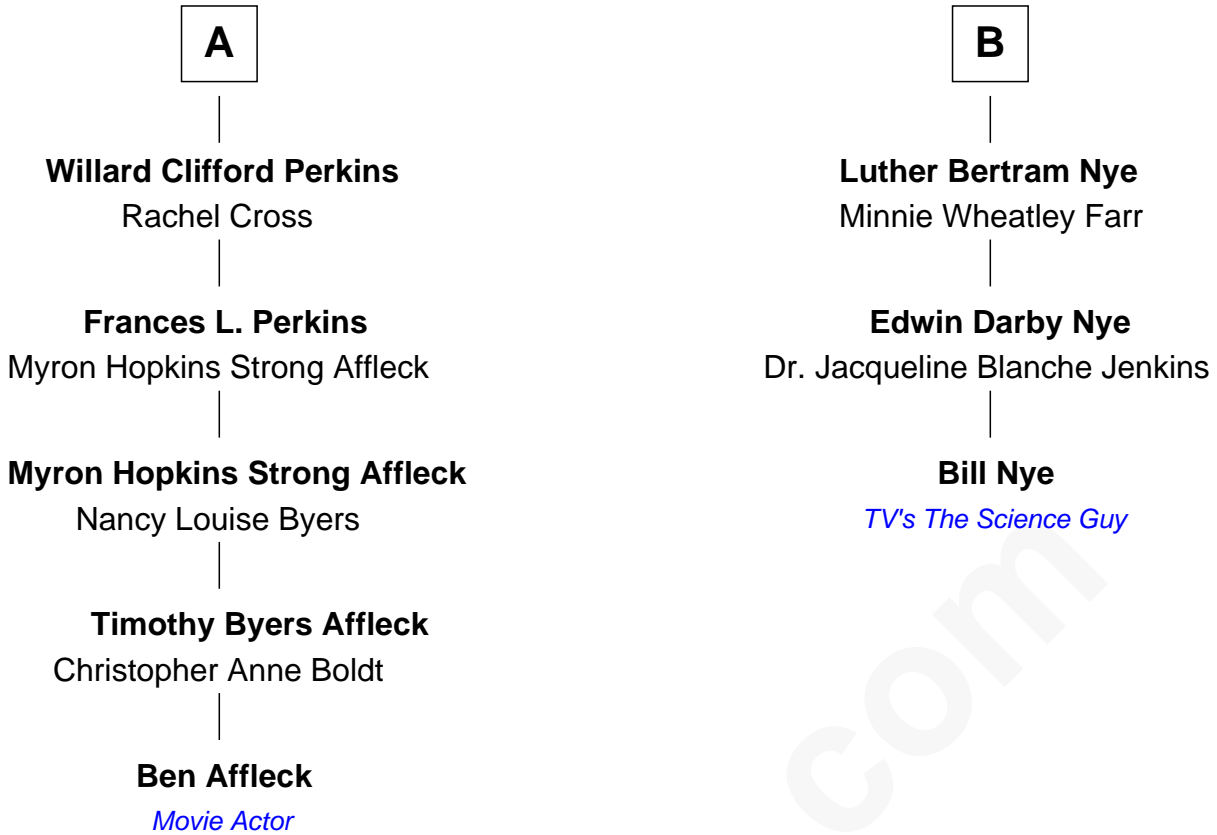 A
Willard Clifford Perkins
Rachel Cross
Frances L. Perkins
Myron Hopkins Strong Affleck
Myron Hopkins Strong Affleck
Nancy Louise Byers
Timothy Byers Affleck
Christopher Anne Boldt
Ben Affleck
Movie Actor
B
Luther Bertram Nye
Minnie Wheatley Farr
Edwin Darby Nye
Dr. Jacqueline Blanche Jenkins
Bill Nye
TV's The Science Guy
com